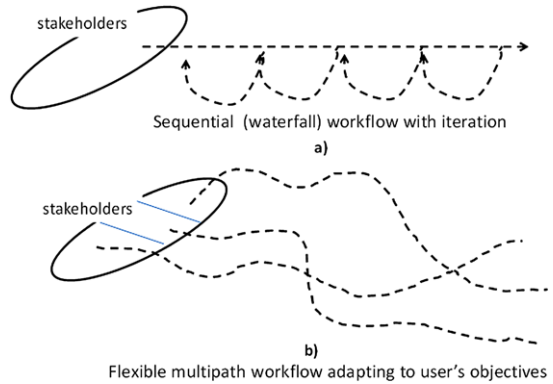 stakeholders
Sequential (waterfall) workflow with iteration
a)
stakeholders
b)
Flexible multipath workflow adapting to user's objectives